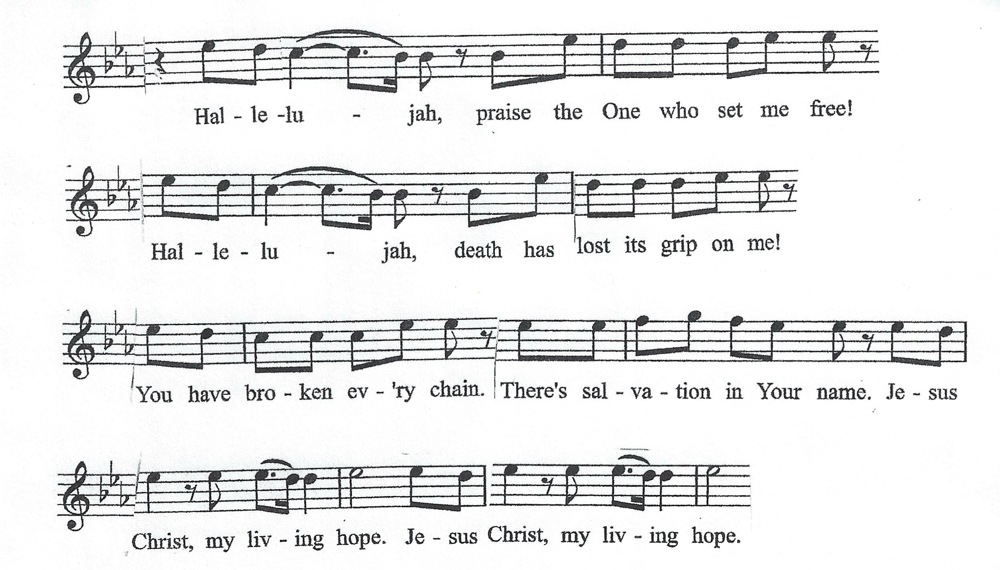 Hal - le -lu - jah, praise the One who set me free!
Hal - le - lu - jah, death has lost its grip on me!
You have bro - ken ev - 'ry chain. There's sal - va - tion in Your name. Je - sus
Christ, my liv - ing hope. Je - sus Christ, my liv - ing hope.